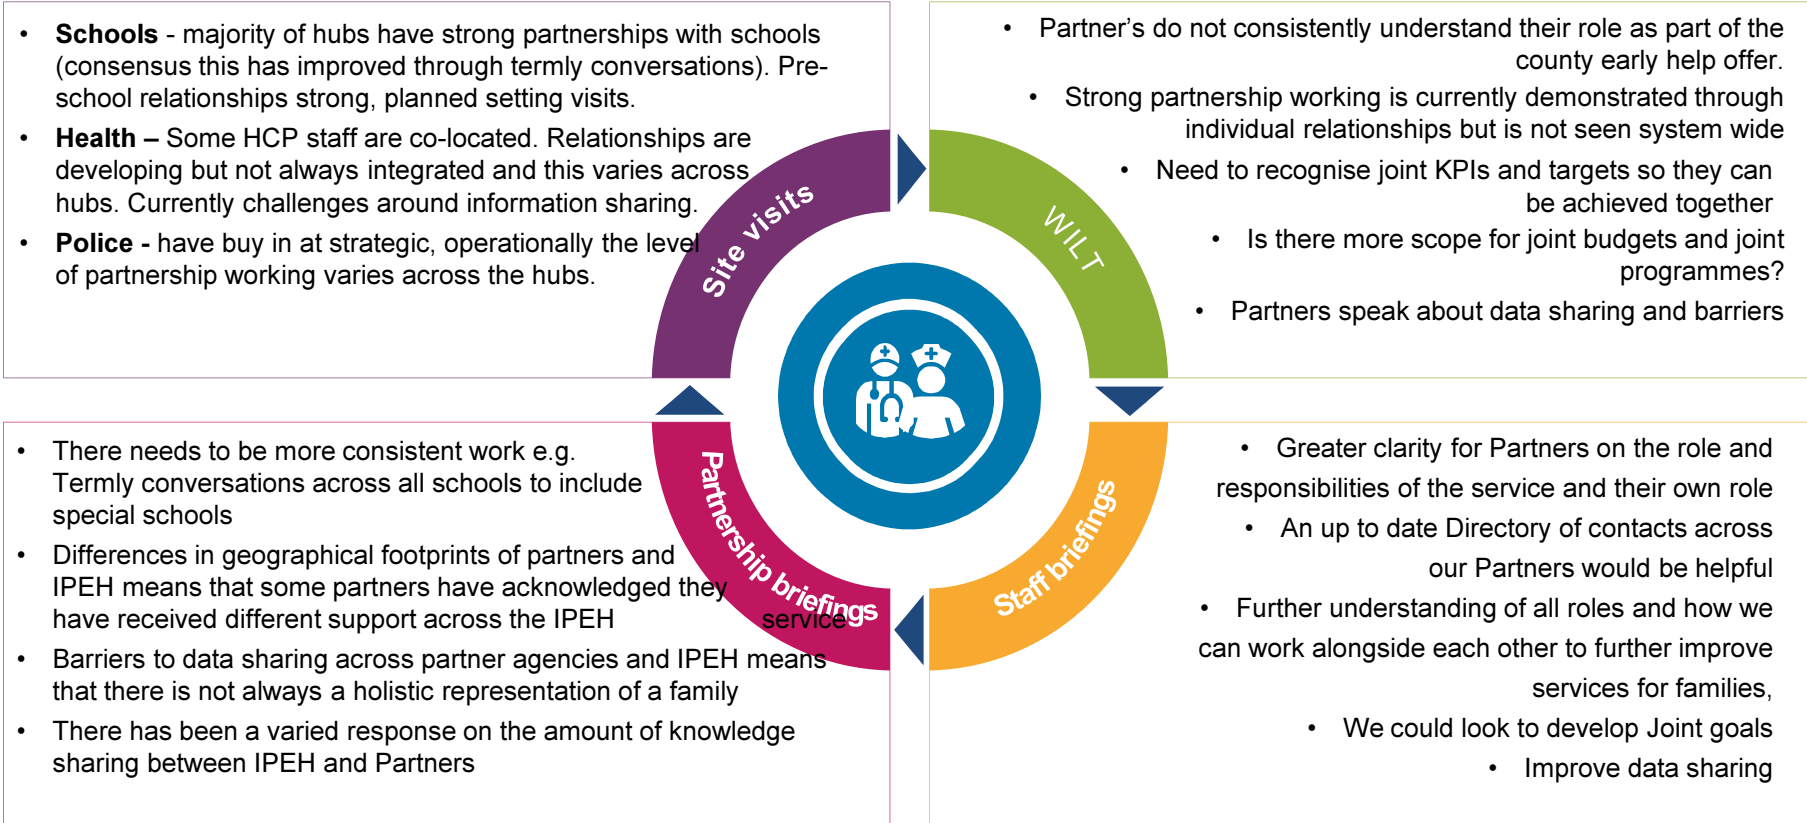 • Schools - majority of hubs have strong partnerships with schools
(consensus this has improved through termly conversations). Pre-
school relationships strong, planned setting visits.
• Health – Some HCP staff are co-located. Relationships are
developing but not always integrated and this varies across
hubs. Currently challenges around information sharing.
• Police - have buy in at strategic, operationally the level
of partnership working varies across the hubs.
Site visits
• Partner’s do not consistently understand their role as part of the
county early help offer.
• Strong partnership working is currently demonstrated through
individual relationships but is not seen system wide
• Need to recognise joint KPIs and targets so they can
be achieved together
• Is there more scope for joint budgets and joint
programmes?
• Partners speak about data sharing and barriers
WILT
• There needs to be more consistent work e.g.
Termly conversations across all schools to include
special schools
• Differences in geographical footprints of partners and
IPEH means that some partners have acknowledged they
have received different support across the IPEH service
• Barriers to data sharing across partner agencies and IPEH means
that there is not always a holistic representation of a family
• There has been a varied response on the amount of knowledge
sharing between IPEH and Partners
Partnership briefings
• Greater clarity for Partners on the role and
responsibilities of the service and their own role
• An up to date Directory of contacts across
our Partners would be helpful
• Further understanding of all roles and how we
can work alongside each other to further improve
services for families,
• We could look to develop Joint goals
• Improve data sharing
Staff briefings